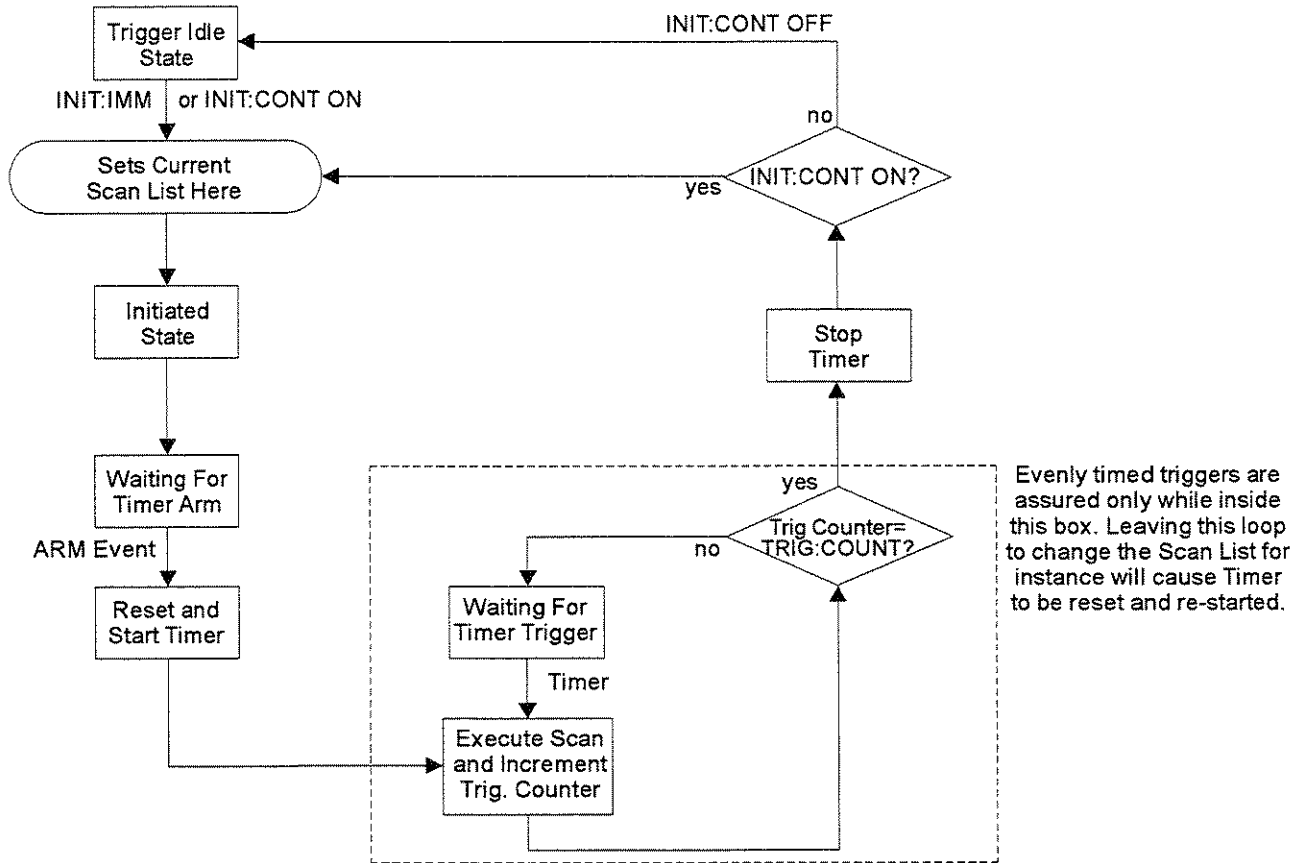 INIT:CONT OFF
Trigger Idle
State
INIT:IMM or INIT:CONT ON
no
Sets Current
Scan List Here
yes
INIT:CONT ON?
Initiated
State
Stop
Timer
Waiting For
Timer Arm
ARM Event
Reset and
Start Timer
yes
Trig Counter=
TRIG:COUNT?
no
Waiting For
Timer Trigger
Timer
Execute Scan
and Increment
Trig. Counter
Evenly timed triggers are
assured only while inside
this box. Leaving this loop
to change the Scan List for
instance will cause Timer
to be reset and re-started.